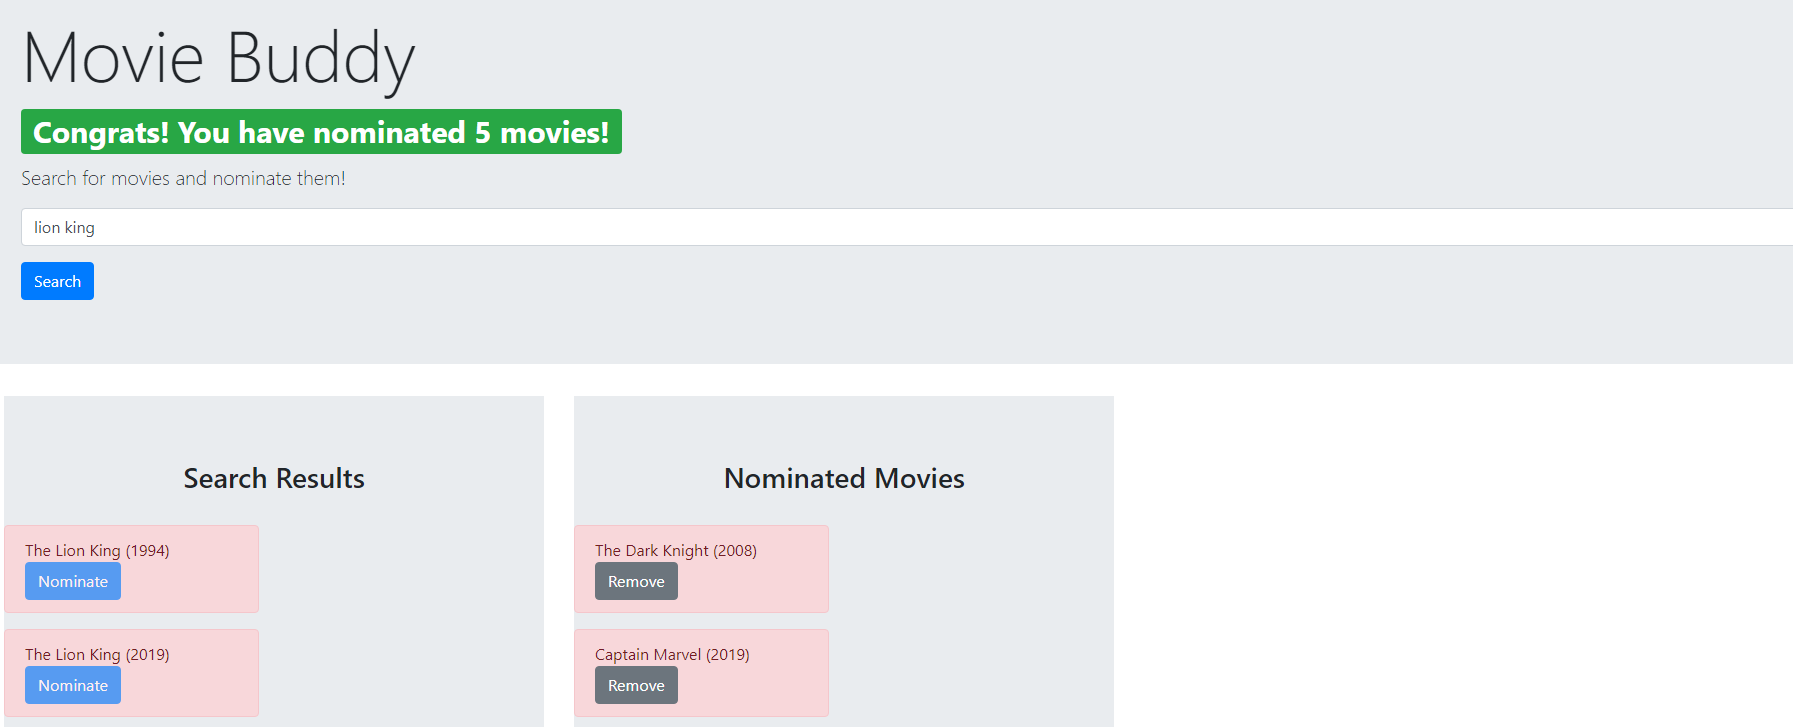 Movie Buddy
Congrats! You have nominated 5 movies!
Search for movies and nominate them!
lion king
Search
Search Results
The Lion King (1994)
Nominate
The Lion King (2019)
Nominate
Nominated Movies
The Dark Knight (2008)
Remove
Captain Marvel (2019)
Remove